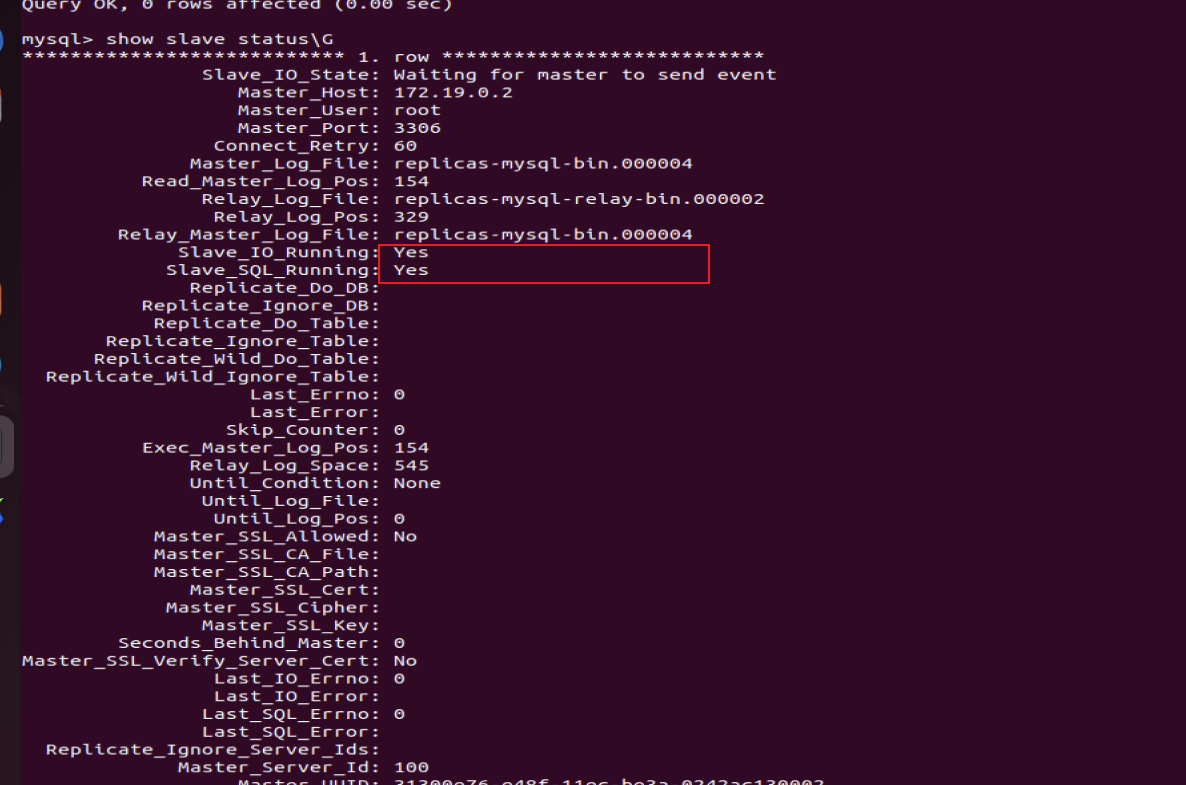 Query OK, 0 rows affected (0.00 sec)
mysql> show slave status\G
*************************** 1. row ***************************
Slave_IO_State: Waiting for master to send event
Master_Host: 172.19.0.2
Master_User: root
Master_Port: 3306
Connect_Retry: 60
Master_Log_File: replicas-mysql-bin.000004
Read_Master_Log_Pos: 154
Relay_Log_File: replicas-mysql-relay-bin.000002
Relay_Log_Pos: 329
Relay_Master_Log_File: replicas-mysql-bin.000004
Slave_IO_Running: Yes
Slave_SQL_Running: Yes
Replicate_Do_DB:
Replicate_Ignore_DB:
Replicate_Do_Table:
Replicate_Ignore_Table:
Replicate_Wild_Do_Table:
Replicate_Wild_Ignore_Table:
Last_Errno: 0
Last_Error:
Skip_Counter: 0
Exec_Master_Log_Pos: 154
Relay_Log_Space: 545
Until_Condition: None
Until_Log_File:
Until_Log_Pos: 0
Master_SSL_Allowed: No
Master_SSL_CA_File:
Master_SSL_CA_Path:
Master_SSL_Cert:
Master_SSL_Cipher:
Master_SSL_Key:
Seconds_Behind_Master: 0
Master_SSL_Verify_Server_Cert: No
Last_IO_Errno: 0
Last_IO_Error:
Last_SQL_Errno: 0
Last_SQL_Error:
Replicate_Ignore_Server_Ids:
Master_Server_Id: 100
Master_UUID: